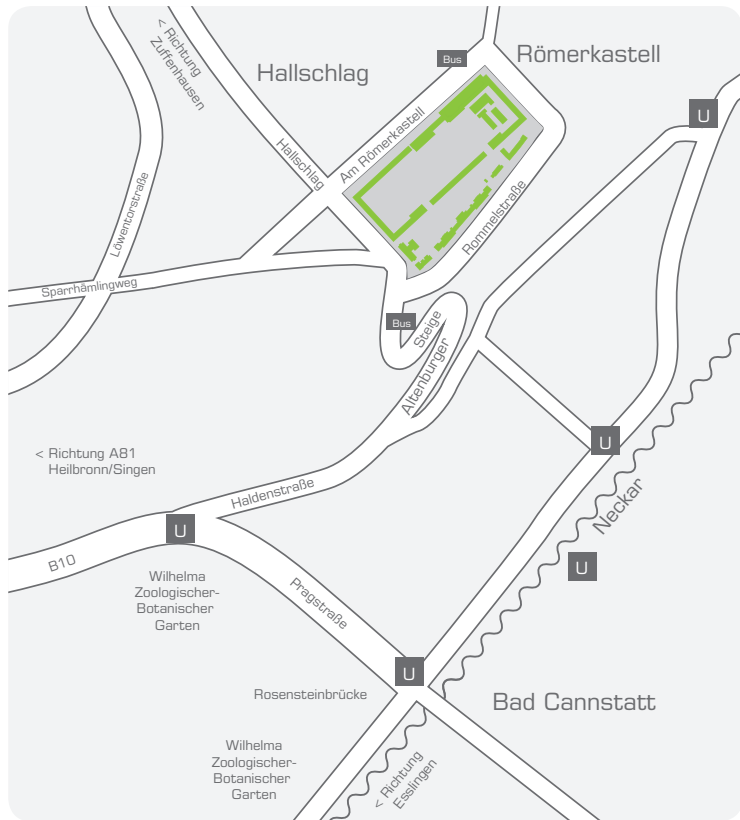 < Richtung
Zuffenhausen
Hallschlag
Bus
Römerkastell
U
Am Römerkastell
Hallschlag
Löwentorstraße
Rommelstraße
Sparrhämlingweg
Bus
Steige
Altenburger
< Richtung A81
Heilbronn/Singen
U
Haldenstraße
Neckar
U
B10
U
Wilhelma
Zoologischer-
Botanischer
Garten
Pragstraße
U
Rosensteinbrücke
Bad Cannstatt
Wilhelma
Zoologischer-
Botanischer
Garten
< Richtung
Esslingen